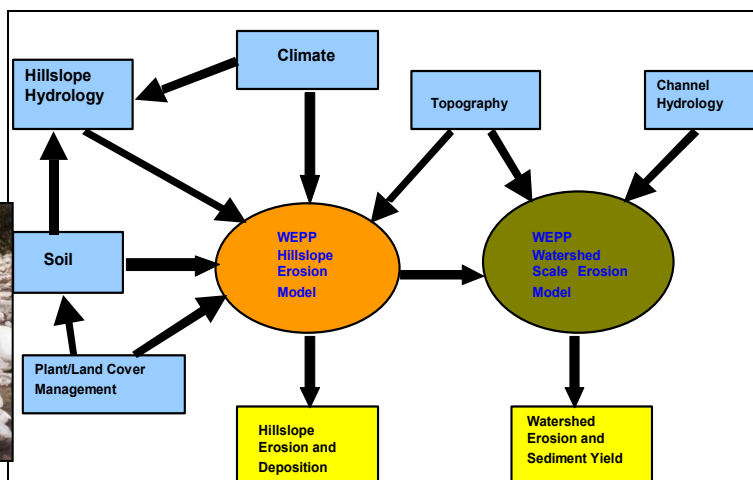 Climate
Hillslope
Hydrology
Topography
Channel
Hydrology
Soil
WEPP
Hillslope
Erosion
Model
WEPP
Watershed
Scale Erosion
Model
Plant/Land Cover
Management
Hillslope
Erosion and
Deposition
Watershed
Erosion and
Sediment Yield